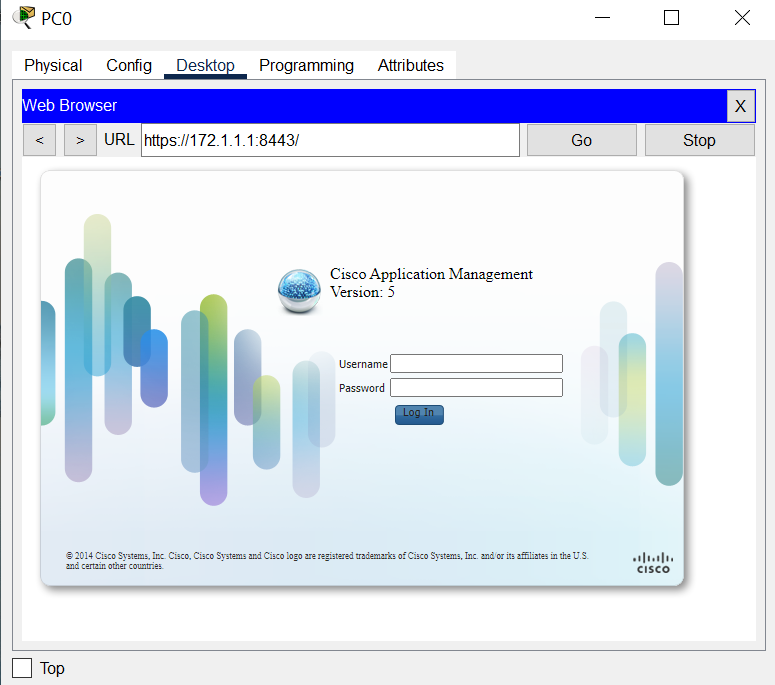 PC0
Physical Config Desktop Programming Attributes
Web Browser X
< > URL https://172.1.1.1:8443/ Go Stop
Cisco Application Management
Version: 5
Username
Password
Log In
© 2014 Cisco Systems, Inc. Cisco, Cisco Systems and Cisco logo are registered trademarks of Cisco Systems, Inc. and/or its affiliates in the U.S.
and certain other countries.
CISCO
Top